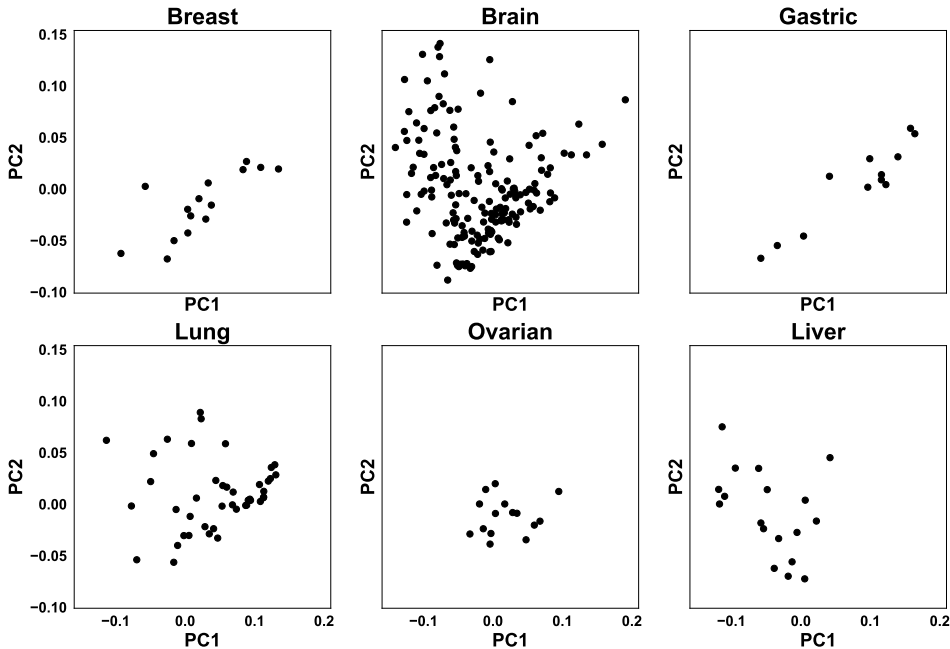 Breast Brain Gastric
0.15
0.10
0.05
0.00
−0.05
−0.10
PC2 PC2 PC2
PC1 PC1 PC1
Lung Ovarian Liver
0.15
0.10
0.05
0.00
−0.05
−0.10
PC2 PC2 PC2
−0.1 0.0 0.1 0.2 −0.1 0.0 0.1 0.2 −0.1 0.0 0.1 0.2
PC1 PC1 PC1